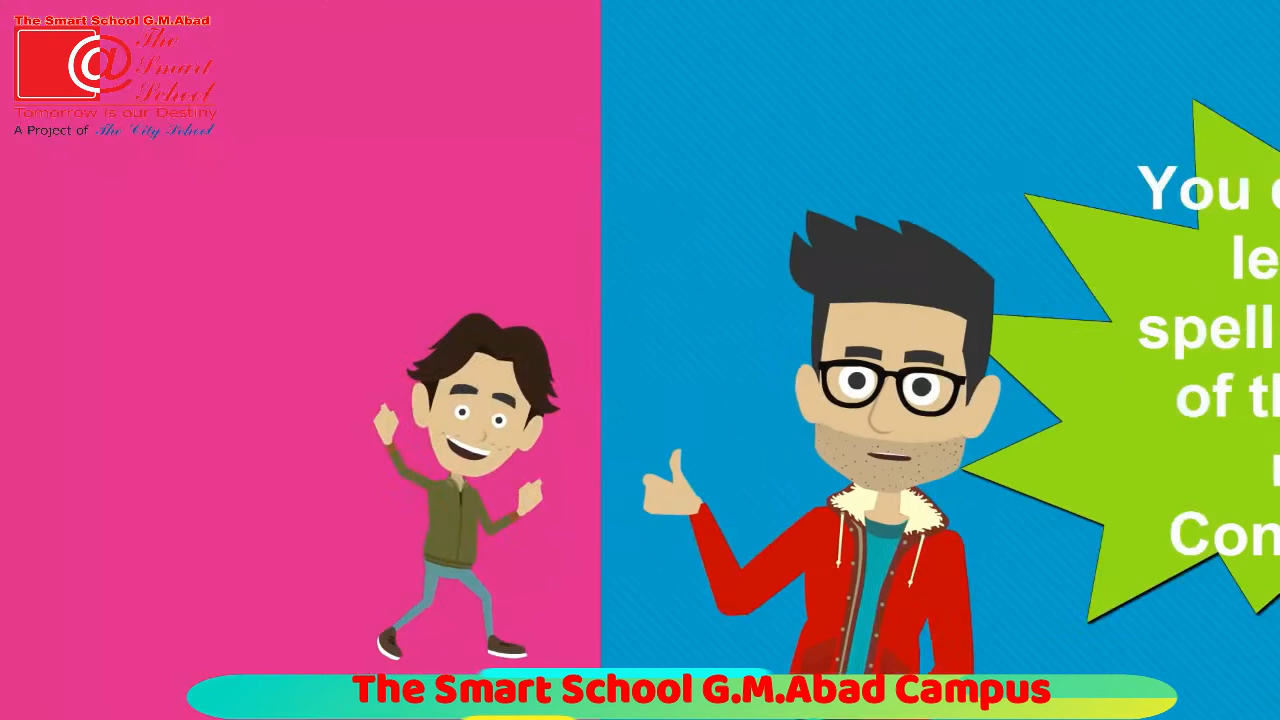 The Smart School G.M.Abad
@
The
Smart
School
Tomorrow is our Destiny
A Project of The City School
You
le
spell
of
Con
The Smart School G.M.Abad Campus